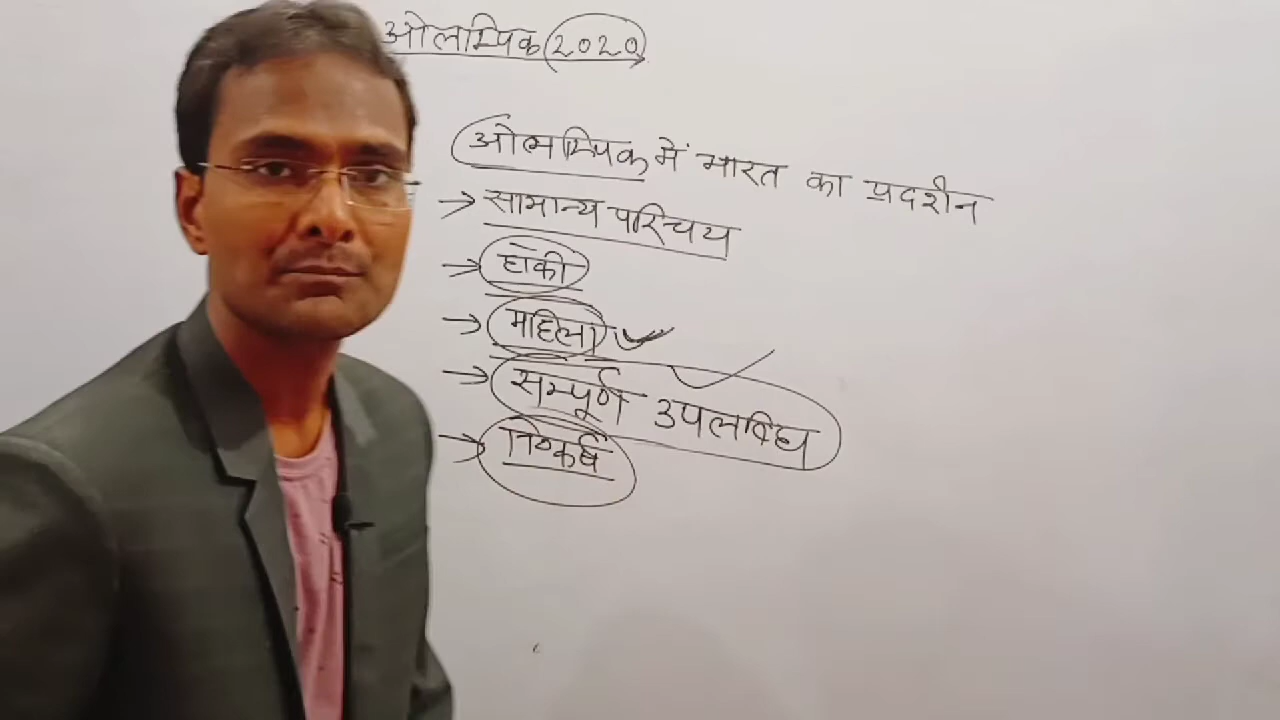 ओलम्पिक 2020
ओलम्पिक में भारत का प्रदर्शन
→ सामान्य परिचय
→ हॉकी
→ महिला
→ सम्पूर्ण उपलब्धि
→ निष्कर्ष